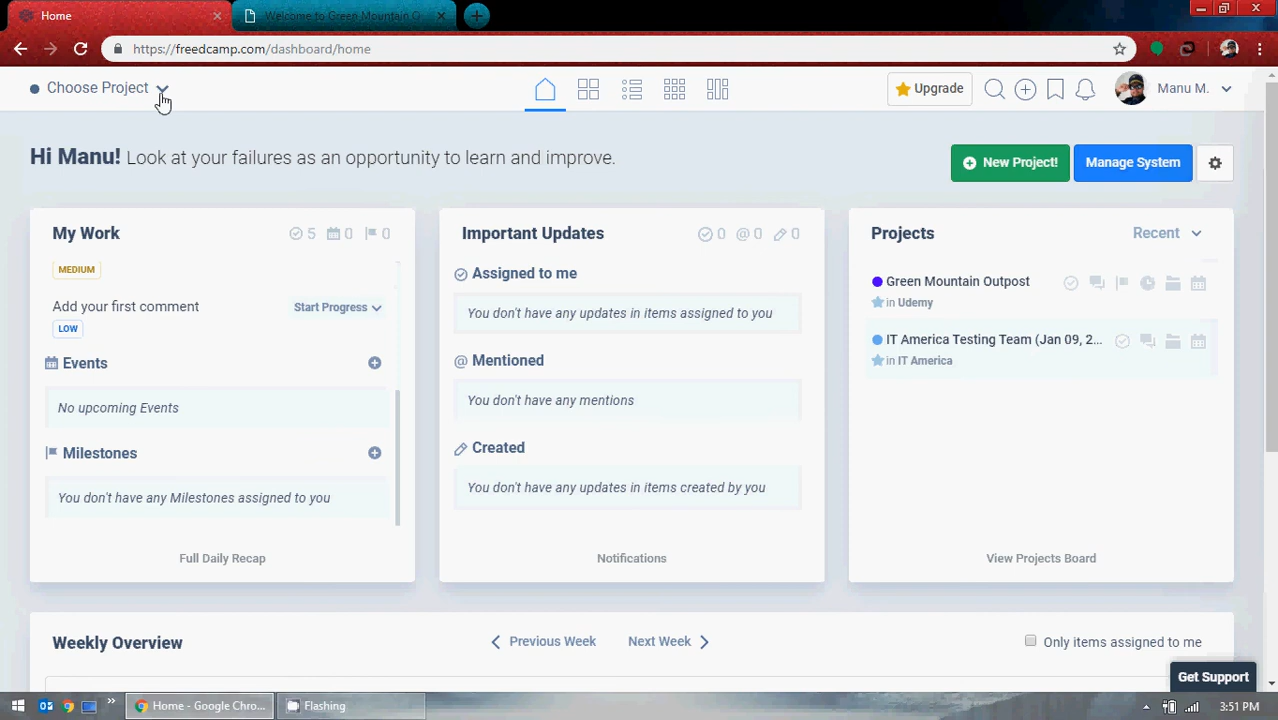 Home
Welcome to Green Mountain O
https://freedcamp.com/dashboard/home
Choose Project
Upgrade
Manu M.
Hi Manu! Look at your failures as an opportunity to learn and improve.
New Project!
Manage System
My Work
5
0
0
MEDIUM
Add your first comment
Start Progress
LOW
Events
No upcoming Events
Milestones
You don't have any Milestones assigned to you
Full Daily Recap
Important Updates
0
@ 0
0
Assigned to me
You don't have any updates in items assigned to you
@ Mentioned
You don't have any mentions
Created
You don't have any updates in items created by you
Notifications
Projects
Recent
Green Mountain Outpost
in Udemy
IT America Testing Team (Jan 09, 2...
in IT America
View Projects Board
Weekly Overview
Previous Week
Next Week
Only items assigned to me
Get Support
Home - Google Chro...
Flashing
3:51 PM